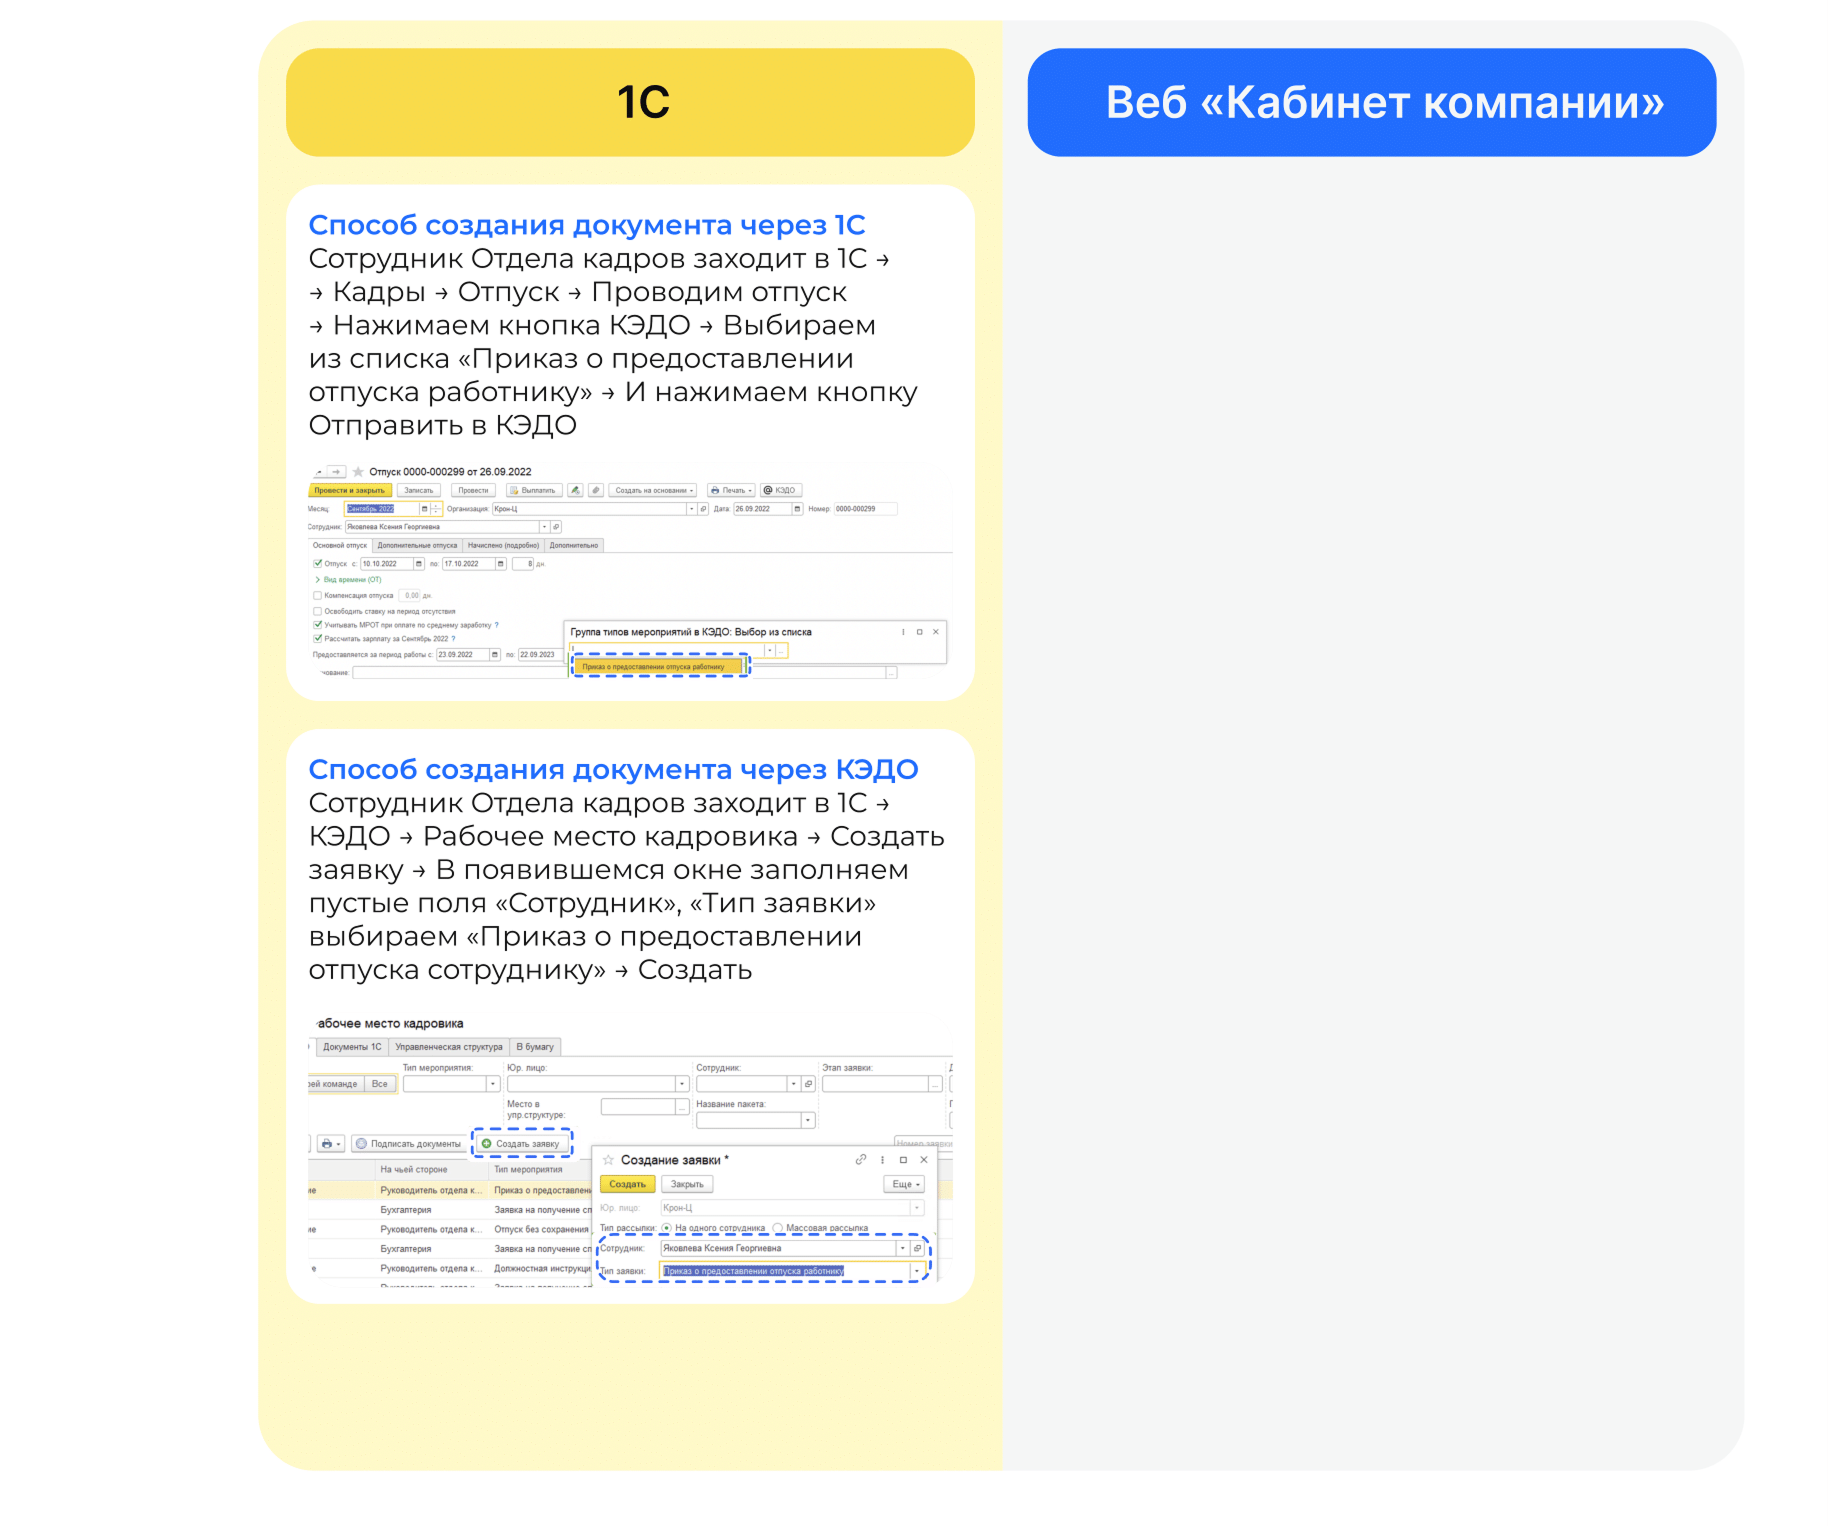 1С
Веб «Кабинет компании»
Способ создания документа через 1С
Сотрудник Отдела кадров заходит в 1С →
→ Кадры → Отпуск → Проводим отпуск
→ Нажимаем кнопка КЭДО → Выбираем
из списка «Приказ о предоставлении
отпуска работнику» → И нажимаем кнопку
Отправить в КЭДО
Отпуск 0000-000299 от 26.09.2022
Провести и закрыть Записать Провести Выплатить Создать на основании Печать КЭДО
Месяц: Сентябрь 2022 Организация: Крон-Ц Дата: 26.09.2022 Номер: 0000-000299
Сотрудник: Яковлева Ксения Георгиевна
Основной отпуск Дополнительные отпуска Начислено (подробно) Дополнительно
Отпуск с: 10.10.2022 по: 17.10.2022 8 дн.
Вид времени (ОТ)
Компенсация отпуска 0,00 дн.
Освободить ставку на период отсутствия
Учитывать МРОТ при оплате по среднему заработку ?
Рассчитать зарплату за Сентябрь 2022 ?
Предоставляется за период работы с: 23.09.2022 по: 22.09.2023
Группа типов мероприятий в КЭДО: Выбор из списка
Приказ о предоставлении отпуска работнику
нование:
Способ создания документа через КЭДО
Сотрудник Отдела кадров заходит в 1С →
КЭДО → Рабочее место кадровика → Создать
заявку → В появившемся окне заполняем
пустые поля «Сотрудник», «Тип заявки»
выбираем «Приказ о предоставлении
отпуска сотруднику» → Создать
абочее место кадровика
Документы 1С Управленческая структура В бумагу
Тип мероприятия: Юр. лицо: Сотрудник: Этап заявки:
оей команде Все
Место в
упр.структуре:
Название пакета:
Подписать документы Создать заявку Номер заявки
На чьей стороне Тип мероприятия
ие Руководитель отдела к... Приказ о предоставлени
Бухгалтерия Заявка на получение сп
ие Руководитель отдела к... Отпуск без сохранения
Бухгалтерия Заявка на получение сп
е Руководитель отдела к... Должностная инструкци
Создание заявки *
Создать Закрыть Еще
Юр. лицо: Крон-Ц
Тип рассылки: На одного сотрудника Массовая рассылка
Сотрудник: Яковлева Ксения Георгиевна
Тип заявки: Приказ о предоставлении отпуска работнику